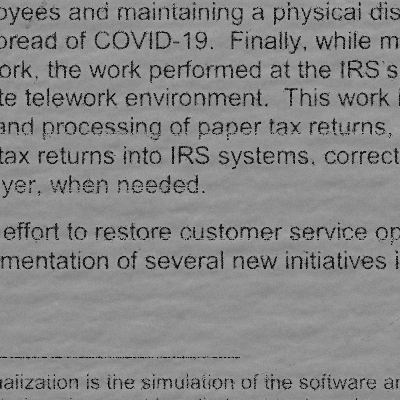 oyees and maintaining a physical dis
pread of COVID-19. Finally, while m
ork, the work performed at the IRS's
te telework environment. This work i
and processing of paper tax returns,
tax returns into IRS systems, correct
yer, when needed.
effort to restore customer service op
mentation of several new initiatives i
ualization is the simulation of the software an